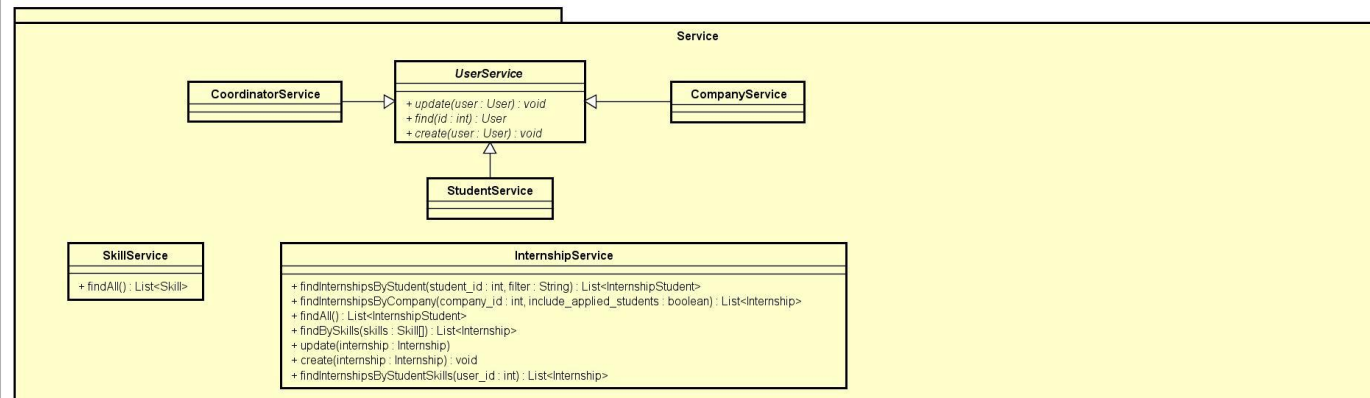 Service
UserService
+ update(user : User) : void
+ find(id : int) : User
+ create(user : User) : void
CoordinatorService
CompanyService
StudentService
SkillService
+ findAll() : List<Skill>
InternshipService
+ findInternshipsByStudent(student_id : int, filter : String) : List<InternshipStudent>
+ findInternshipsByCompany(company_id : int, include_applied_students : boolean) : List<Internship>
+ findAll() : List<InternshipStudent>
+ findBySkills(skills : Skill[]) : List<Internship>
+ update(internship : Internship)
+ create(internship : Internship) : void
+ findInternshipsByStudentSkills(user_id : int) : List<Internship>